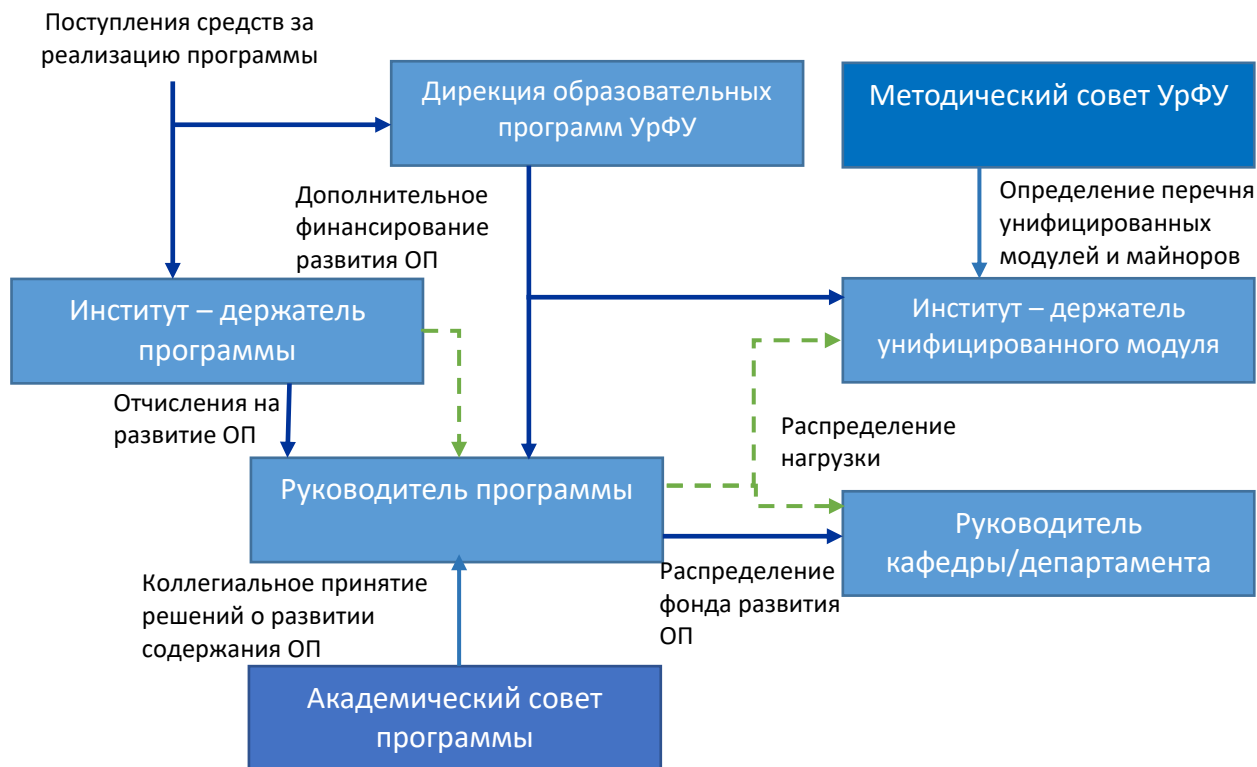 Поступления средств за
реализацию программы
Дирекция образовательных
программ УрФУ
Методический совет УрФУ
Дополнительное
финансирование
развития ОП
Определение перечня
унифицированных
модулей и майноров
Институт – держатель
программы
Институт – держатель
унифицированного модуля
Отчисления на
развитие ОП
Распределение
нагрузки
Руководитель программы
Руководитель
кафедры/департамента
Коллегиальное принятие
решений о развитии
содержания ОП
Распределение
фонда развития
ОП
Академический совет
программы